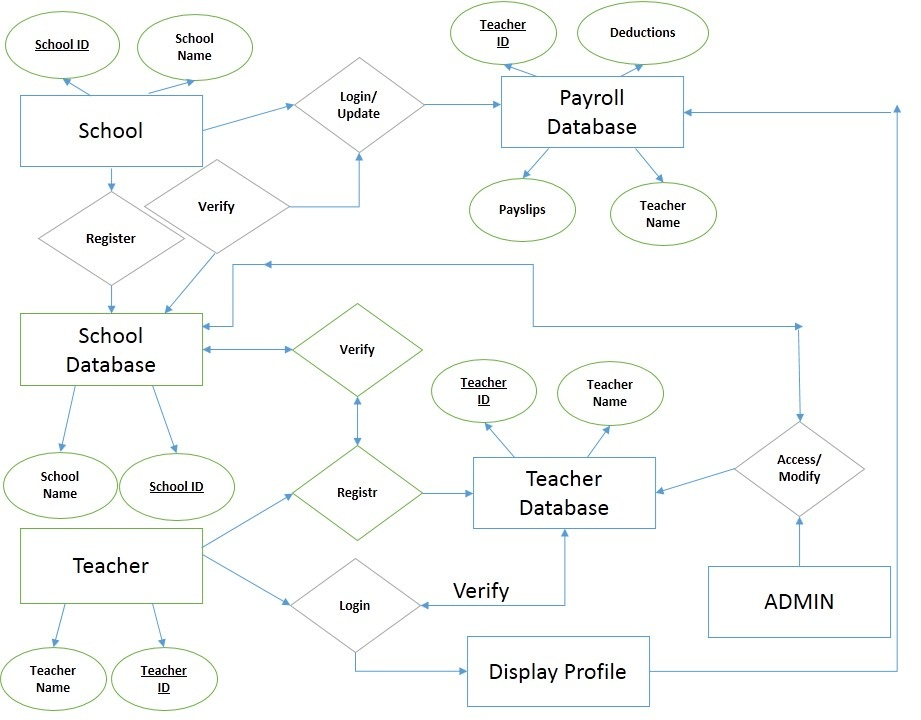 School ID
School
Name
Teacher
ID
Deductions
School
Login/
Update
Payroll
Database
Verify
Register
Payslips
Teacher
Name
School
Database
Verify
Teacher
ID
Teacher
Name
School
Name
School ID
Registr
Teacher
Database
Access/
Modify
Teacher
Login
Verify
ADMIN
Teacher
Name
Teacher
ID
Display Profile